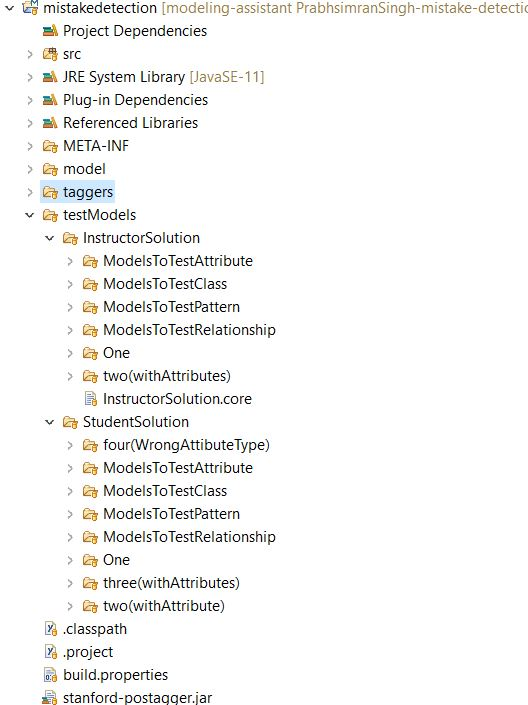 mistakedetection [modeling-assistant PrabhsimranSingh-mistake-detectio
Project Dependencies
src
JRE System Library [JavaSE-11]
Plug-in Dependencies
Referenced Libraries
META-INF
model
taggers
testModels
InstructorSolution
ModelsToTestAttribute
ModelsToTestClass
ModelsToTestPattern
ModelsToTestRelationship
One
two(withAttributes)
InstructorSolution.core
StudentSolution
four(WrongAttibuteType)
ModelsToTestAttribute
ModelsToTestClass
ModelsToTestPattern
ModelsToTestRelationship
One
three(withAttributes)
two(withAttribute)
.classpath
.project
build.properties
stanford-postagger.jar